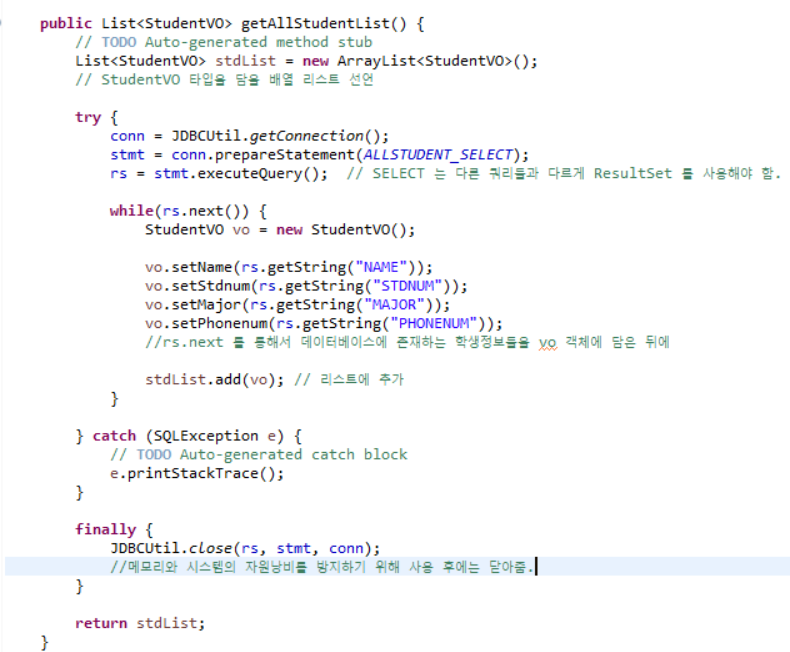 public List<StudentVO> getAllStudentList() {
// TODO Auto-generated method stub
List<StudentVO> stdList = new ArrayList<StudentVO>();
// StudentVO 타입을 담을 배열 리스트 선언
try {
conn = JDBCUtil.getConnection();
stmt = conn.prepareStatement(ALLSTUDENT_SELECT);
rs = stmt.executeQuery();  // SELECT 는 다른 쿼리들과 다르게 ResultSet 를 사용해야 함.
while(rs.next()) {
StudentVO vo = new StudentVO();
vo.setName(rs.getString("NAME"));
vo.setStdnum(rs.getString("STDNUM"));
vo.setMajor(rs.getString("MAJOR"));
vo.setPhonenum(rs.getString("PHONENUM"));
//rs.next 를 통해서 데이터베이스에 존재하는 학생정보들을 vo 객체에 담은 뒤에
stdList.add(vo); // 리스트에 추가
}
} catch (SQLException e) {
// TODO Auto-generated catch block
e.printStackTrace();
}
finally {
JDBCUtil.close(rs, stmt, conn);
//메모리와 시스템의 자원낭비를 방지하기 위해 사용 후에는 닫아줌.
}
return stdList;
}